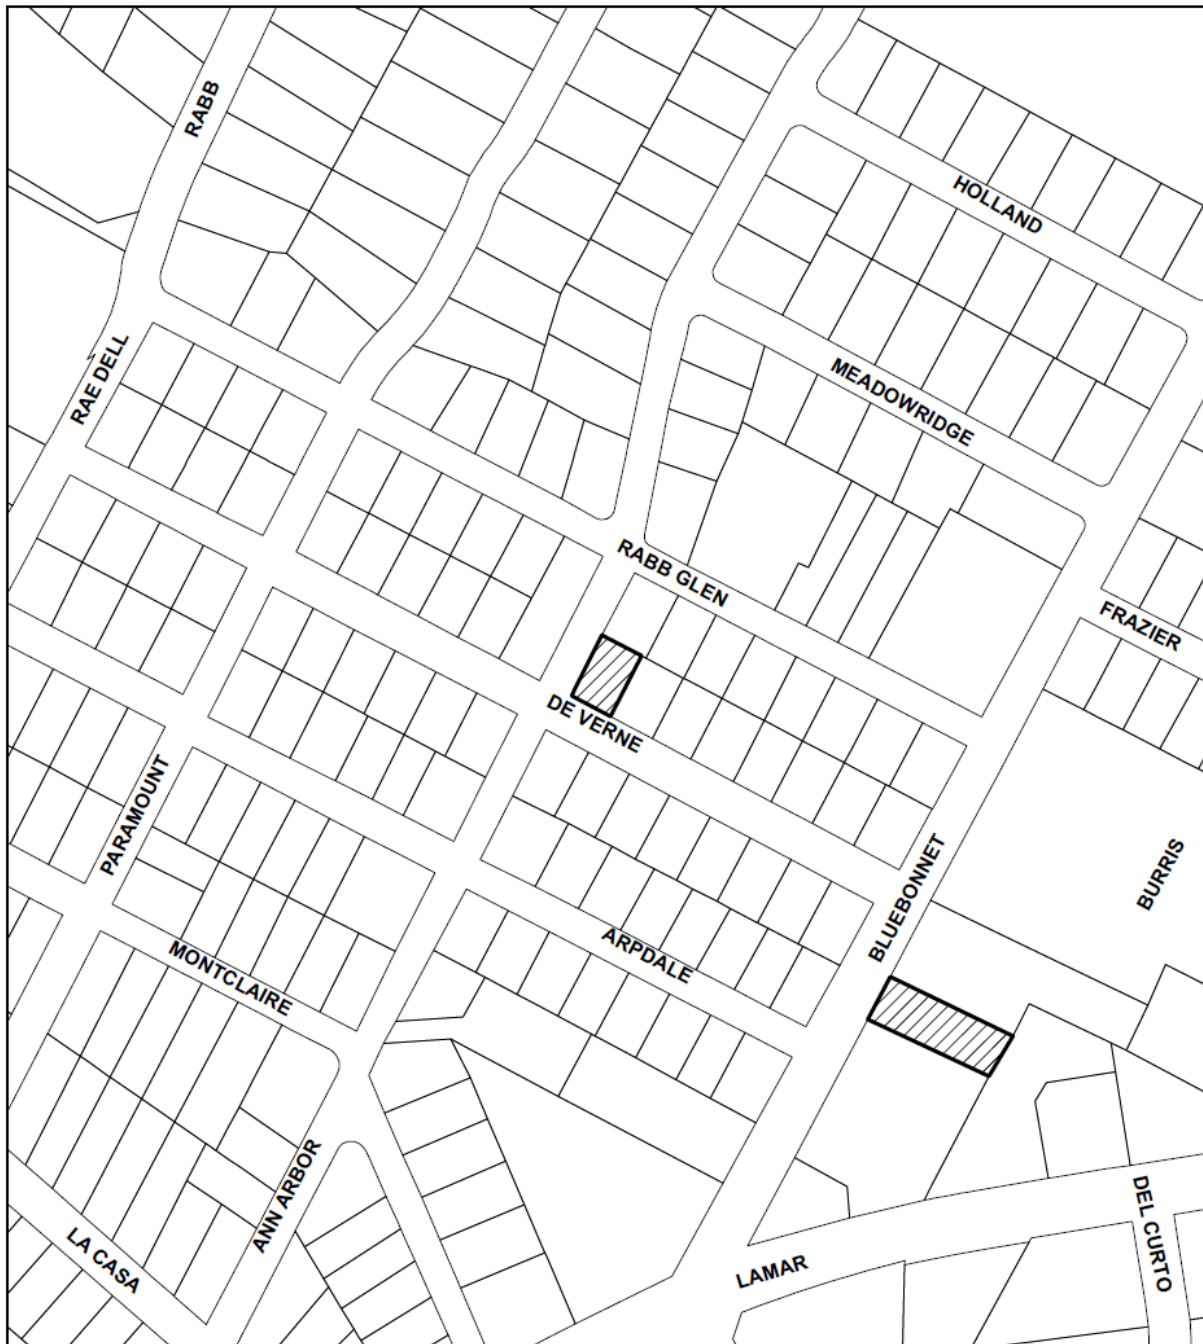 RABB
HOLLAND
RAE DELL
MEADOWRIDGE
RABB GLEN
FRAZIER
DE VERNE
PARAMOUNT
BLUEBONNET
BURRIS
ARPDALE
MONTCLAIRE
ANN ARBOR
DEL CURTO
LA CASA
LAMAR